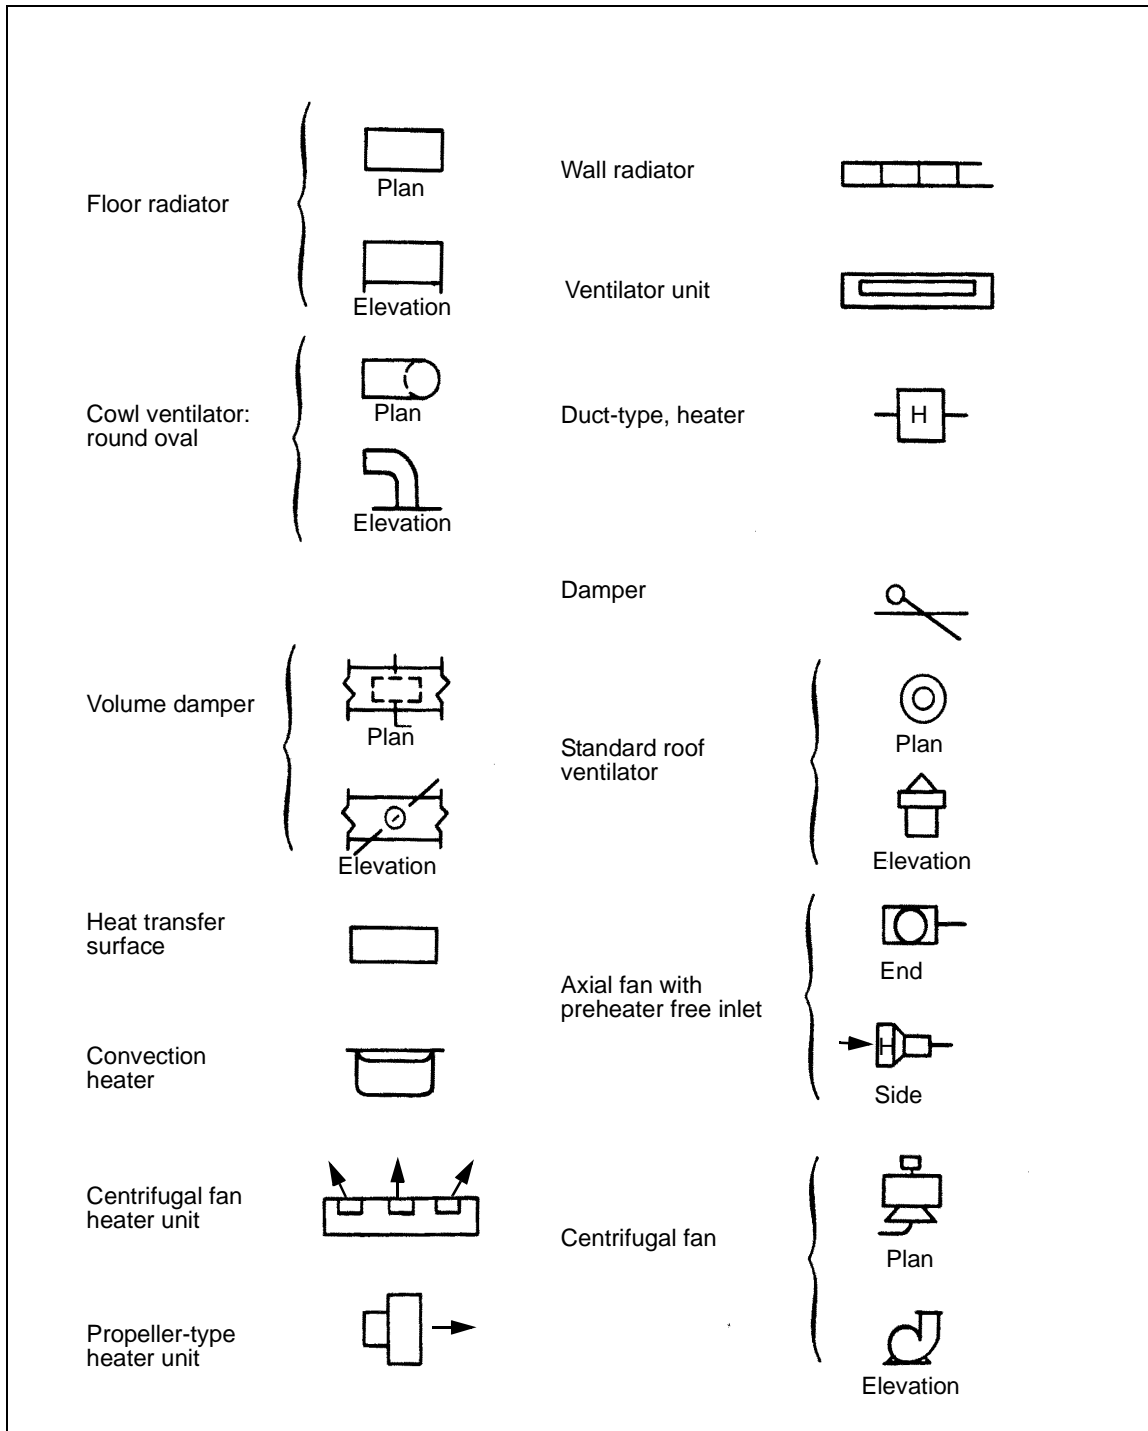 Floor radiator
Plan
Elevation
Cowl ventilator:
round oval
Plan
Elevation
Volume damper
Plan
Elevation
Heat transfer
surface
Convection
heater
Centrifugal fan
heater unit
Propeller-type
heater unit
Wall radiator
Ventilator unit
Duct-type, heater
H
Damper
Standard roof
ventilator
Plan
Elevation
Axial fan with
preheater free inlet
End
H
Side
Centrifugal fan
Plan
Elevation